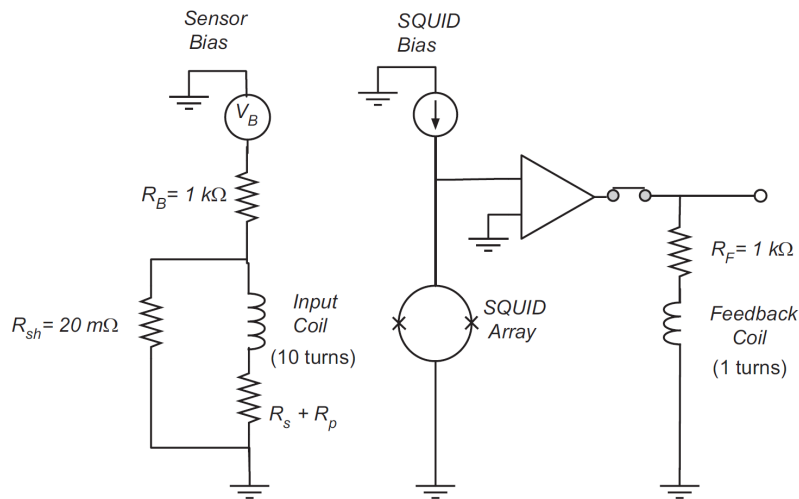 Sensor
Bias
SQUID
Bias
V_B
R_B= 1 kΩ
R_F= 1 kΩ
Input
Coil
(10 turns)
SQUID
Array
Feedback
Coil
(1 turns)
R_sh= 20 mΩ
R_s + R_p